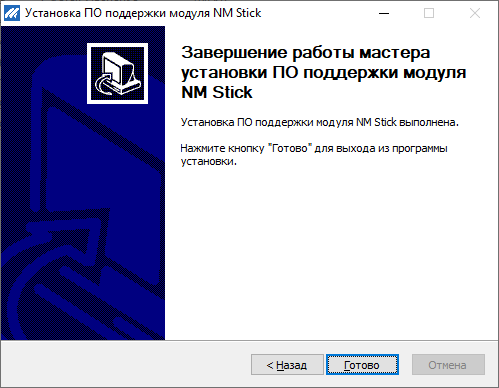 Установка ПО поддержки модуля NM Stick
Завершение работы мастера
установки ПО поддержки модуля
NM Stick
Установка ПО поддержки модуля NM Stick выполнена.
Нажмите кнопку "Готово" для выхода из программы
установки.
< Назад
Готово
Отмена